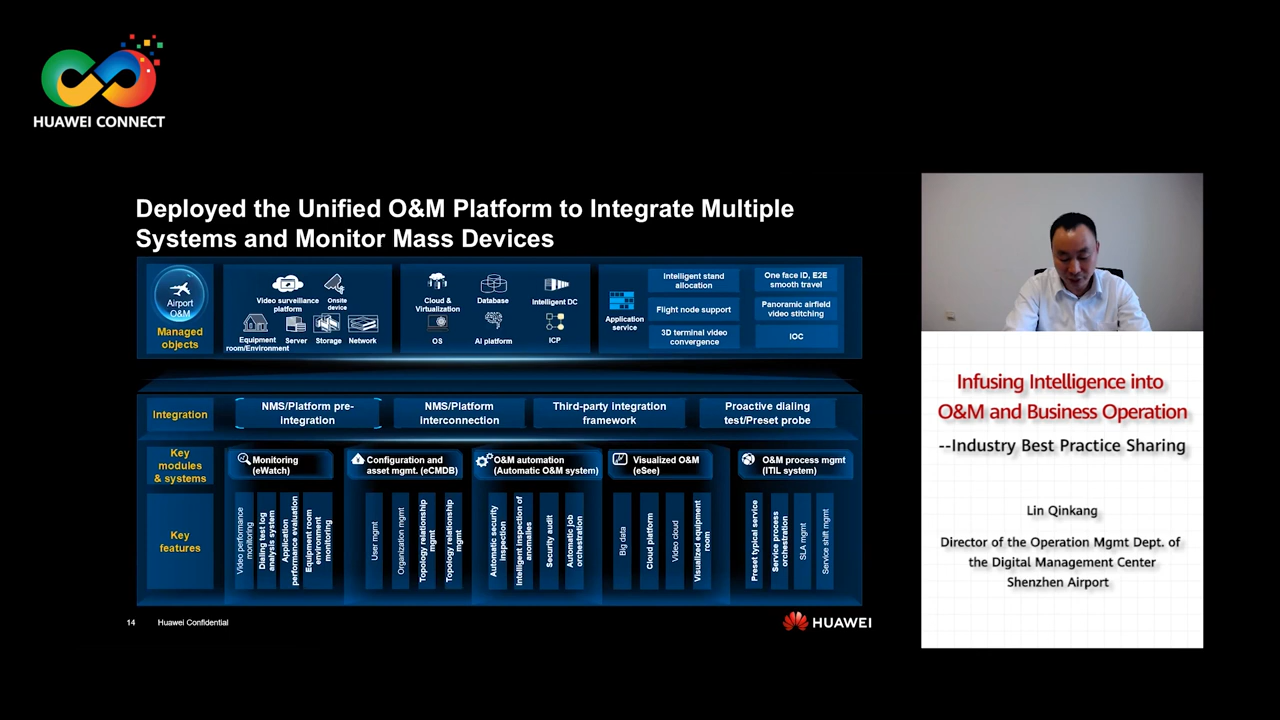 HUAWEI CONNECT
Deployed the Unified O&M Platform to Integrate Multiple
Systems and Monitor Mass Devices
Airport
O&M
Managed
objects
Video surveillance
platform
Onsite
device
Equipment
room/Environment
Server
Storage
Network
Cloud &
Virtualization
Database
Intelligent DC
OS
AI platform
ICP
Application
service
Intelligent stand
allocation
One face ID, E2E
smooth travel
Flight node support
Panoramic airfield
video stitching
3D terminal video
convergence
IOC
Integration
NMS/Platform pre-
integration
NMS/Platform
interconnection
Third-party integration
framework
Proactive dialing
test/Preset probe
Key
modules
& systems
Monitoring
(eWatch)
Configuration and
asset mgmt. (eCMDB)
O&M automation
(Automatic O&M system)
Visualized O&M
(eSee)
O&M process mgmt
(ITIL system)
Key
features
Video performance
monitoring
Dialing test log
analysis system
Application
performance evaluation
Equipment room
environment
monitoring
User mgmt
Organization mgmt
Topology relationship
mgmt
Topology relationship
mgmt
Automatic security
inspection
Intelligent Inspection of
anomalies
Security audit
Automatic job
orchestration
Big data
Cloud platform
Video cloud
Visualized equipment
room
Preset typical service
Service process
orchestration
SLA mgmt
Service shift mgmt
14 Huawei Confidential
HUAWEI
Infusing Intelligence into
O&M and Business Operation
--Industry Best Practice Sharing
Lin Qinkang
Director of the Operation Mgmt Dept. of
the Digital Management Center
Shenzhen Airport